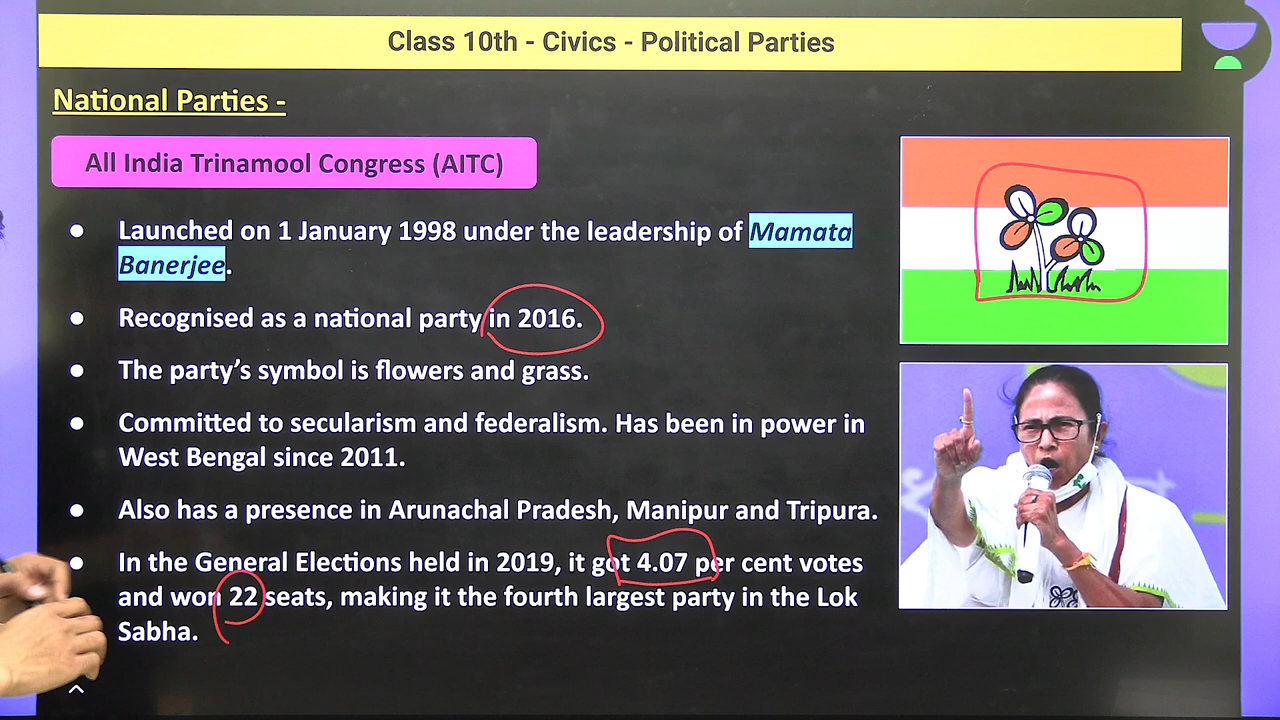 Class 10th - Civics - Political Parties
National Parties -
All India Trinamool Congress (AITC)
Launched on 1 January 1998 under the leadership of Mamata
Banerjee.
Recognised as a national party in 2016.
The party's symbol is flowers and grass.
Committed to secularism and federalism. Has been in power in
West Bengal since 2011.
Also has a presence in Arunachal Pradesh, Manipur and Tripura.
In the General Elections held in 2019, it got 4.07 per cent votes
and won 22 seats, making it the fourth largest party in the Lok
Sabha.